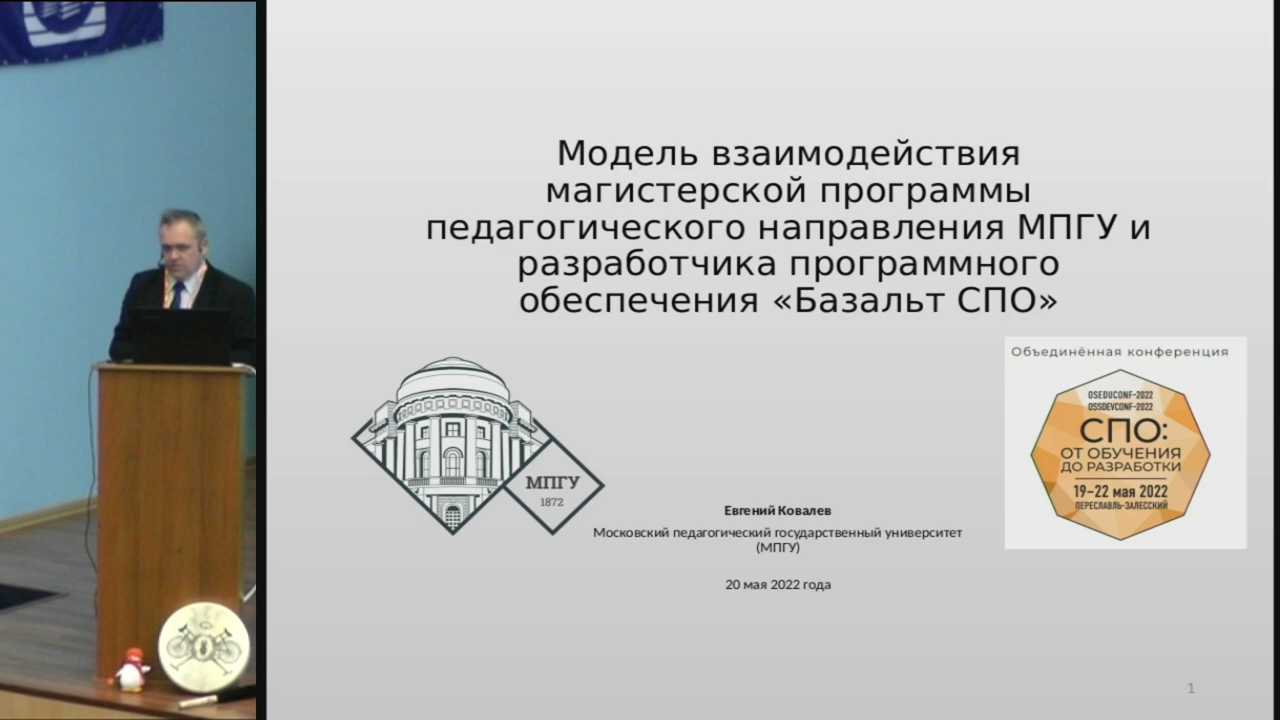 Модель взаимодействия
магистерской программы
педагогического направления МПГУ и
разработчика программного
обеспечения «Базальт СПО»
Объединённая конференция
OSEDUCONF-2022
OSSDEVCONF-2022
СПО:
ОТ ОБУЧЕНИЯ
ДО РАЗРАБОТКИ
19–22 мая 2022
ПЕРЕСЛАВЛЬ-ЗАЛЕССКИЙ
МПГУ
1872
Евгений Ковалев
Московский педагогический государственный университет
(МПГУ)
20 мая 2022 года
1